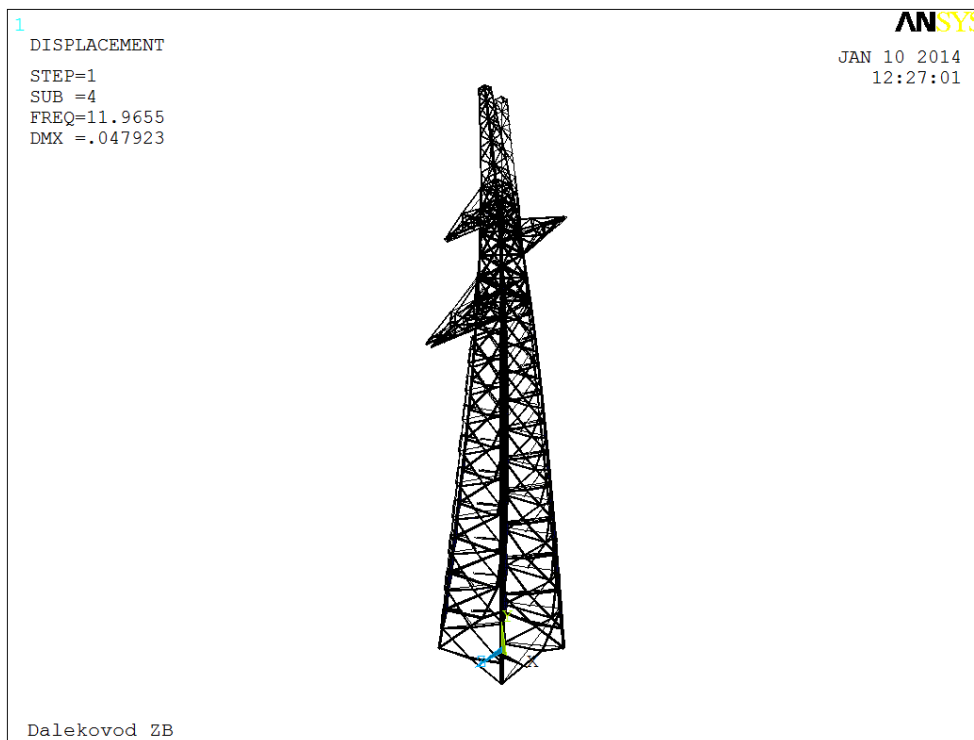 1
DISPLACEMENT
STEP=1
SUB =4
FREQ=11.9655
DMX =.047923
ANSYS
JAN 10 2014
12:27:01
Y
Z
X
Dalekovod ZB